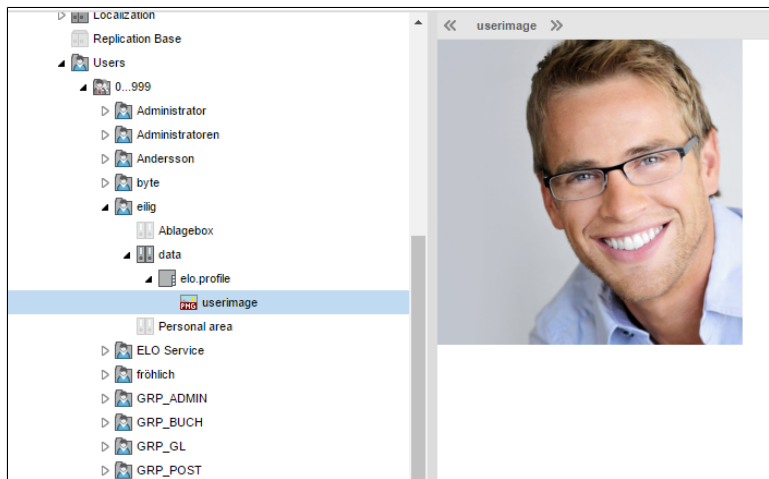 Localization
Replication Base
Users
0...999
Administrator
Administratoren
Andersson
byte
eilig
Ablagebox
data
elo.profile
PNG userimage
Personal area
ELO Service
fröhlich
GRP_ADMIN
GRP_BUCH
GRP_GL
GRP_POST
userimage